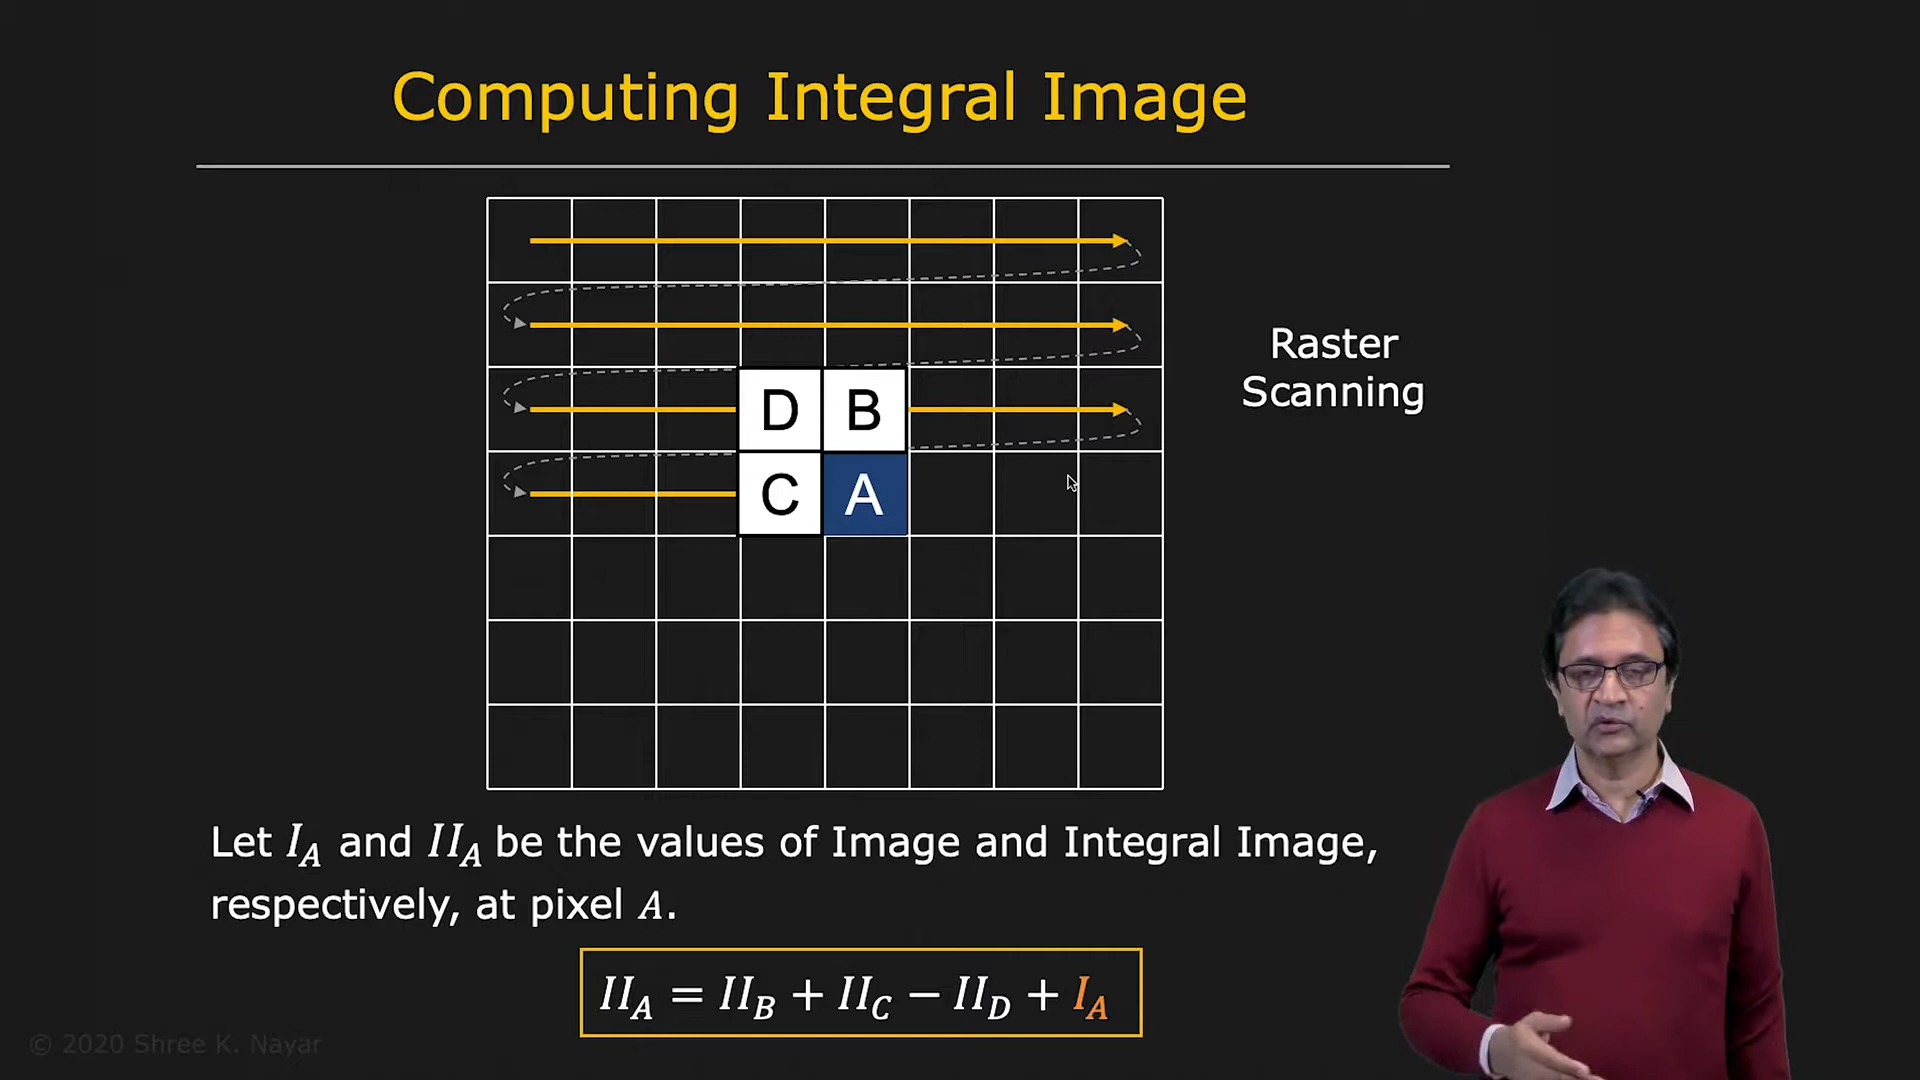 Computing Integral Image
Raster
Scanning
D B
C A
Let I_A and II_A be the values of Image and Integral Image,
respectively, at pixel A.
II_A = II_B + II_C − II_D + I_A
© 2020 Shree K. Nayar